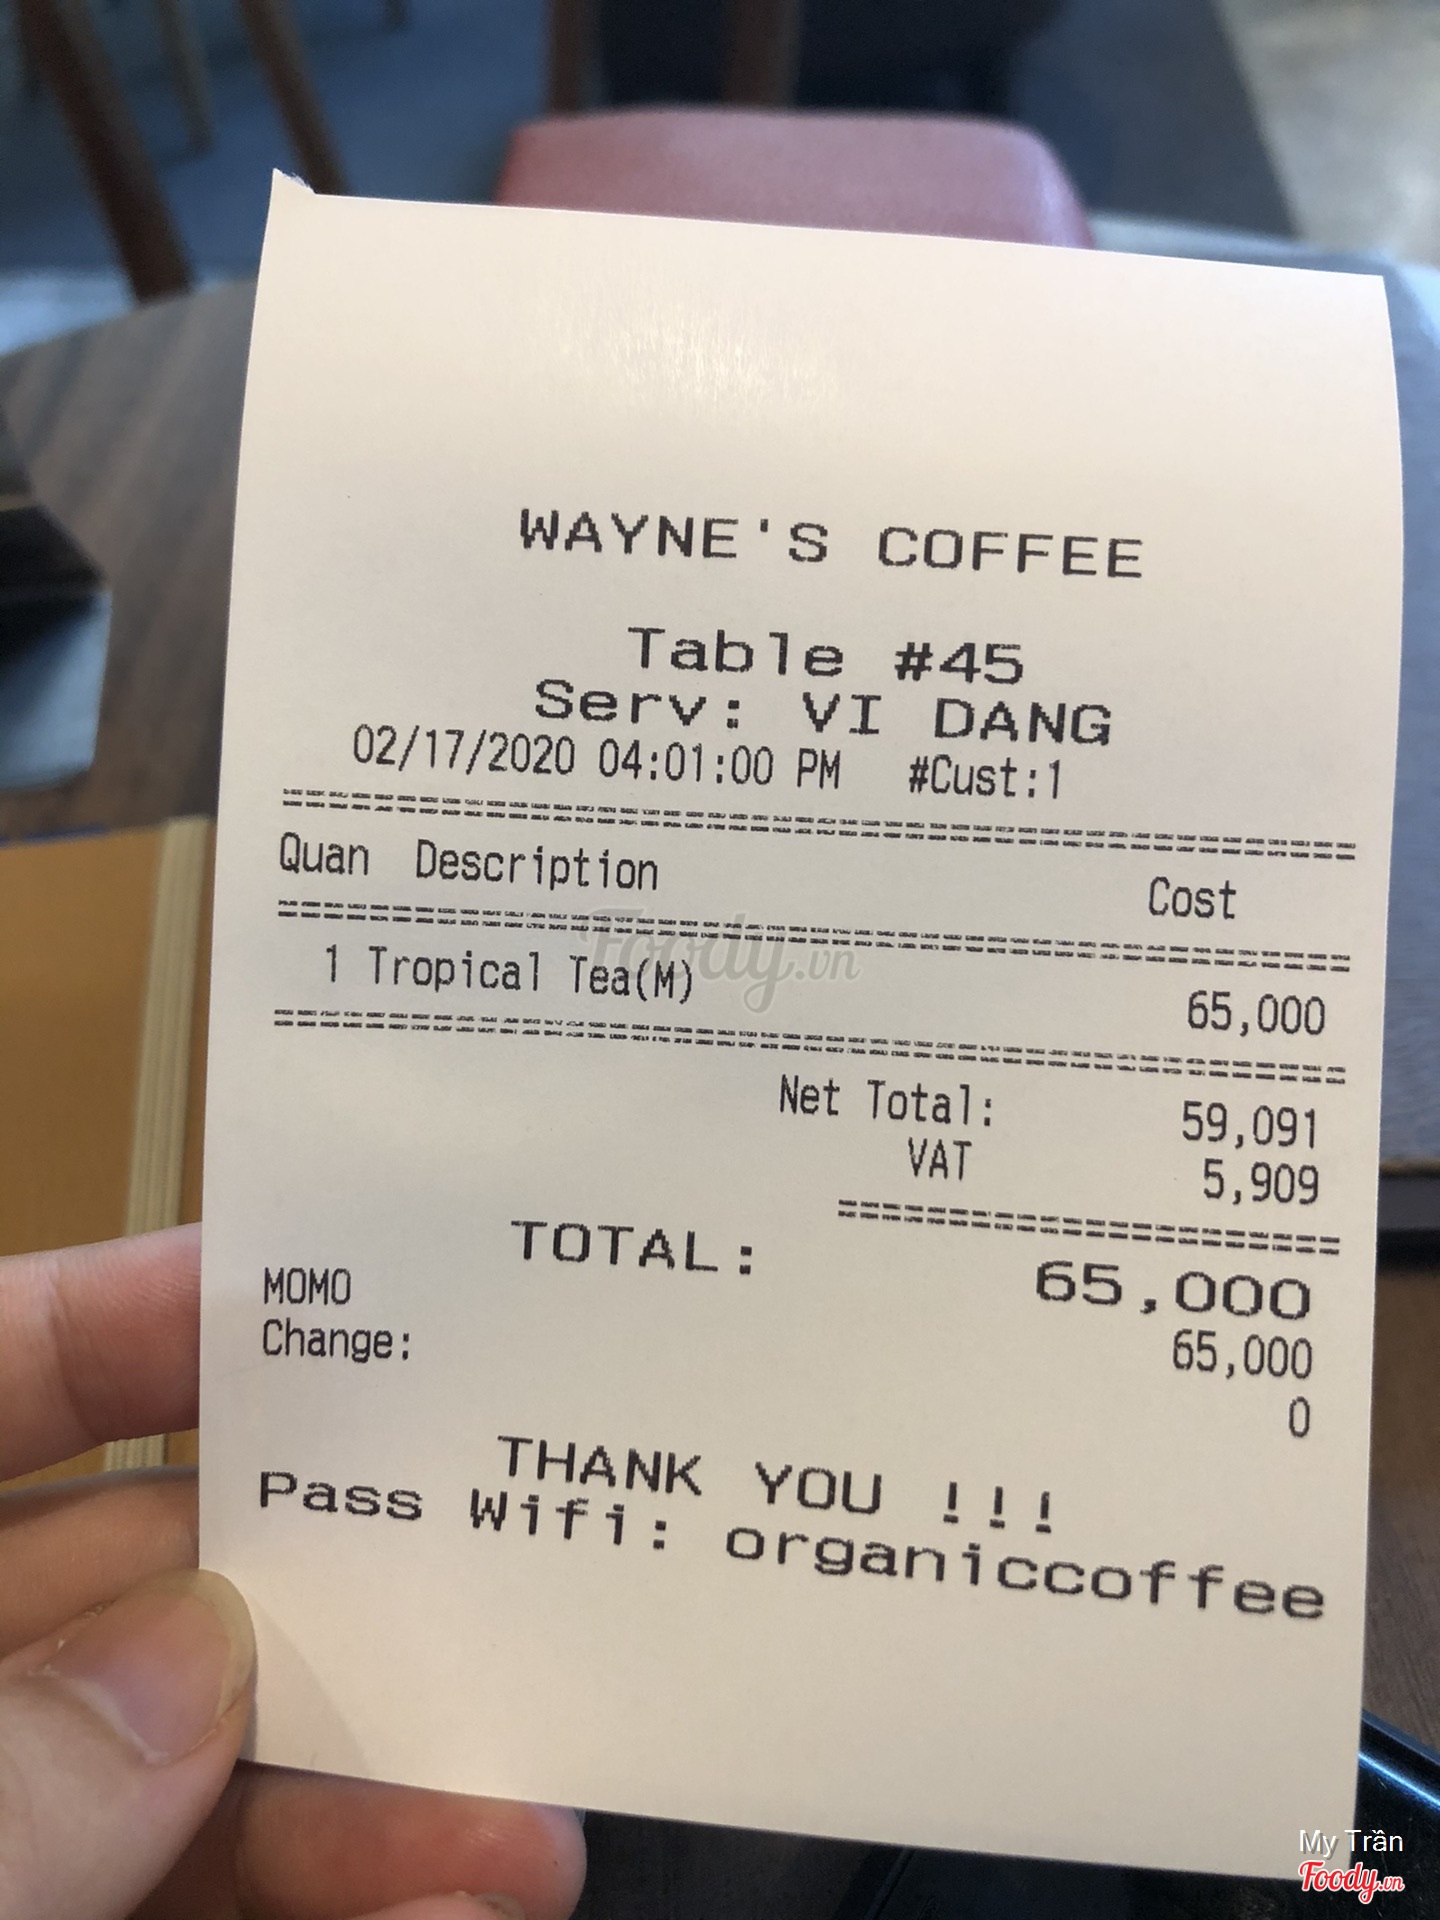 WAYNE'S COFFEE
Table #45
Serv: VI DANG
02/17/2020 04:01:00 PM #Cust:1
Quan Description Cost
1 Tropical Tea(M) 65,000
Net Total: 59,091
VAT 5,909
TOTAL: 65,000
MOMO 65,000
Change: 0
THANK YOU !!!
Pass Wifi: organiccoffee
Foody.vn
My Trần
Foody.vn